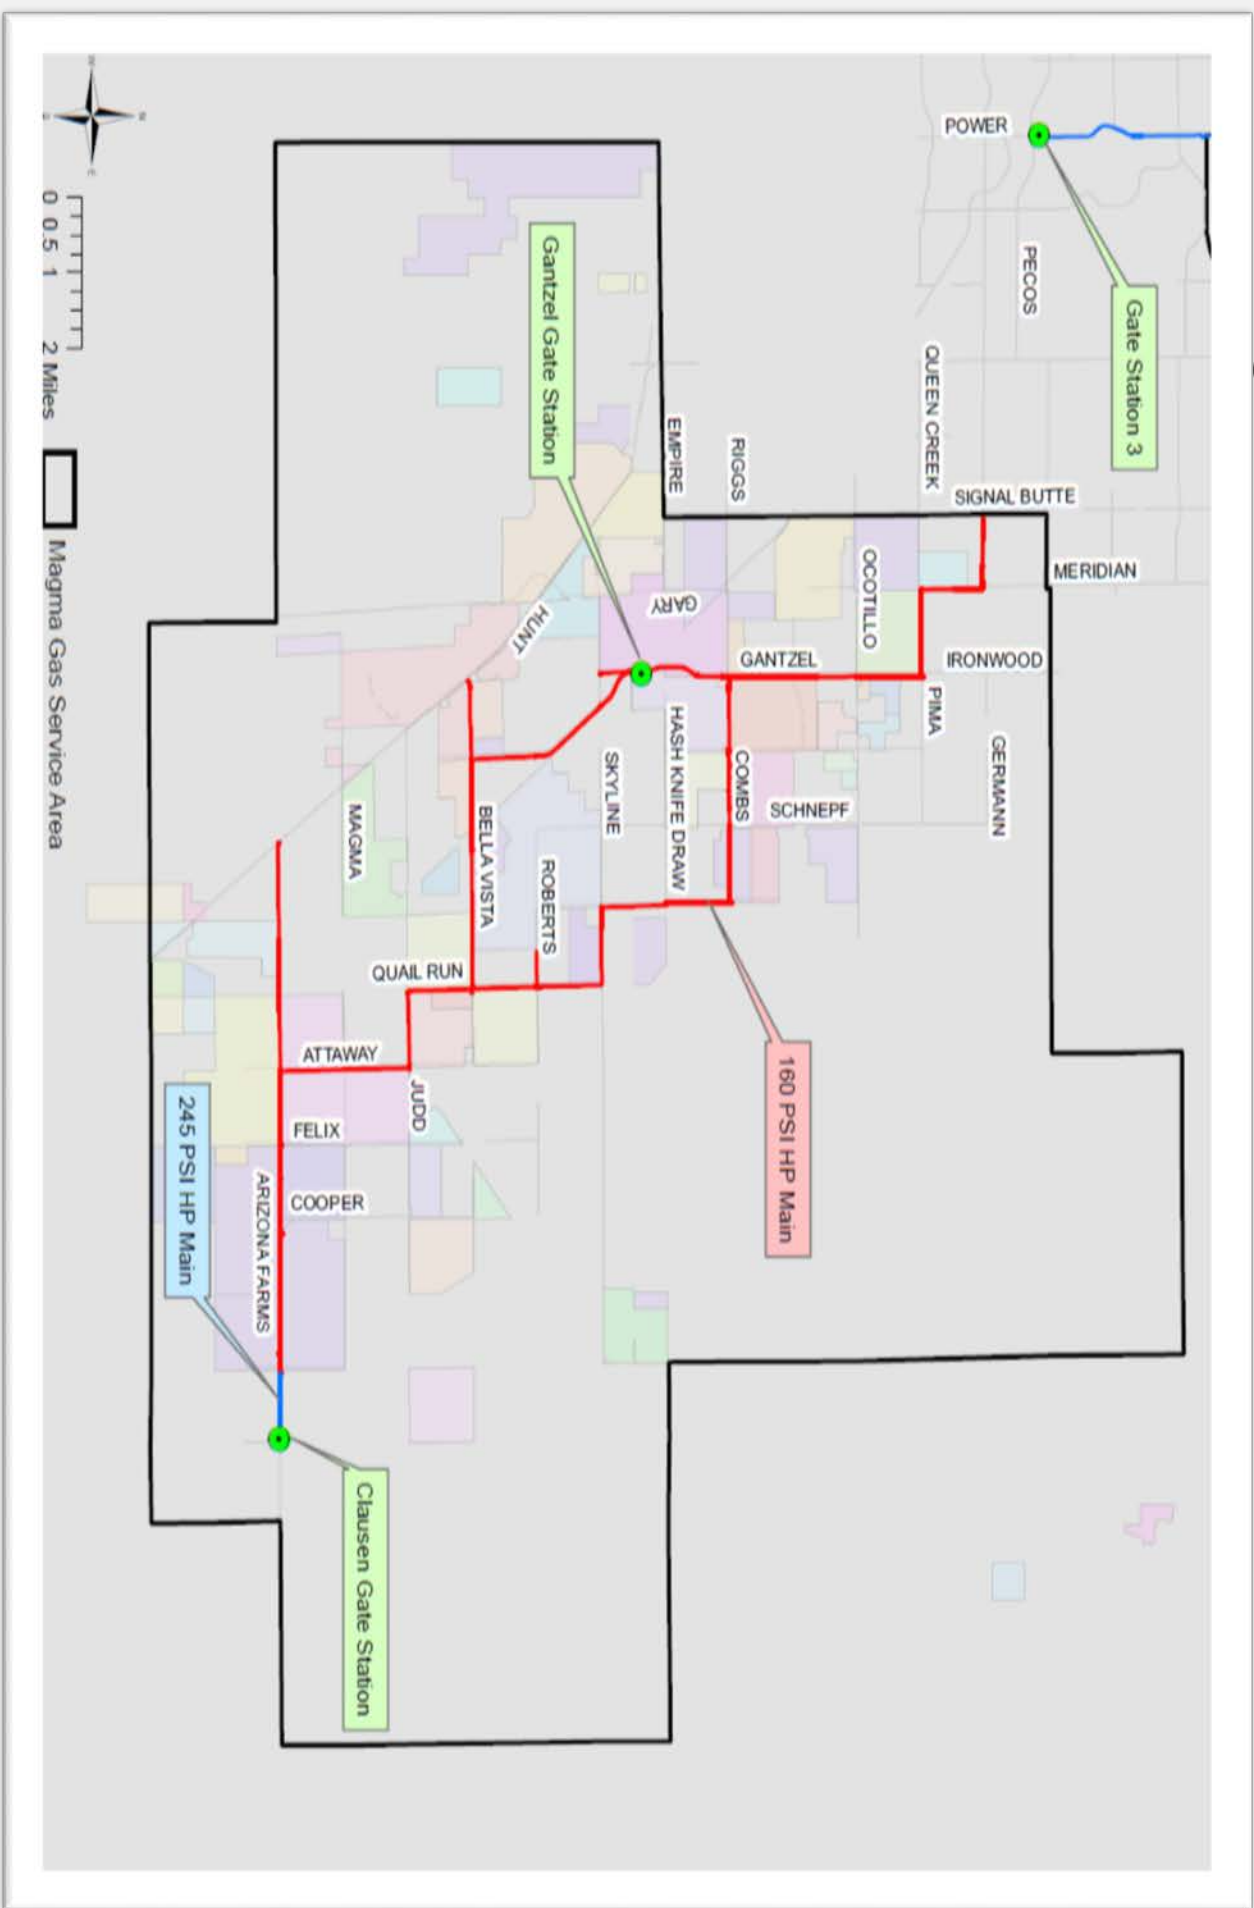 POWER
PECOS
Gate Station 3
QUEEN CREEK
SIGNAL BUTTE
MERIDIAN
Gantzel Gate Station
EMPIRE
RIGGS
OCOTILLO
GARY
HUNT
GANTZEL
IRONWOOD
PIMA
GERMANN
HASH KNIFE DRAW
COMBS
SKYLINE
SCHNEPF
MAGMA
BELLA VISTA
ROBERTS
QUAIL RUN
ATTAWAY
JUDD
160 PSI HP Main
245 PSI HP Main
FELIX
COOPER
ARIZONA FARMS
Clausen Gate Station
0 0.5 1 2 Miles
Magma Gas Service Area